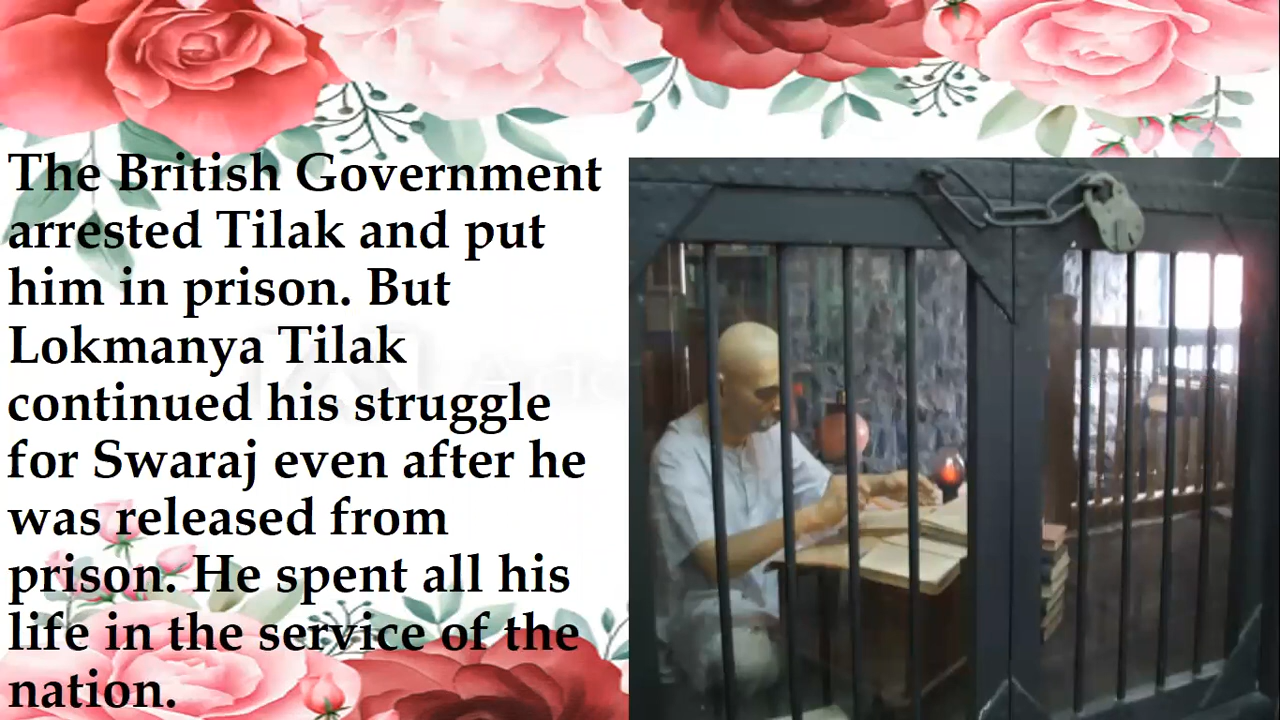 The British Government
arrested Tilak and put
him in prison. But
Lokmanya Tilak
continued his struggle
for Swaraj even after he
was released from
prison. He spent all his
life in the service of the
nation.